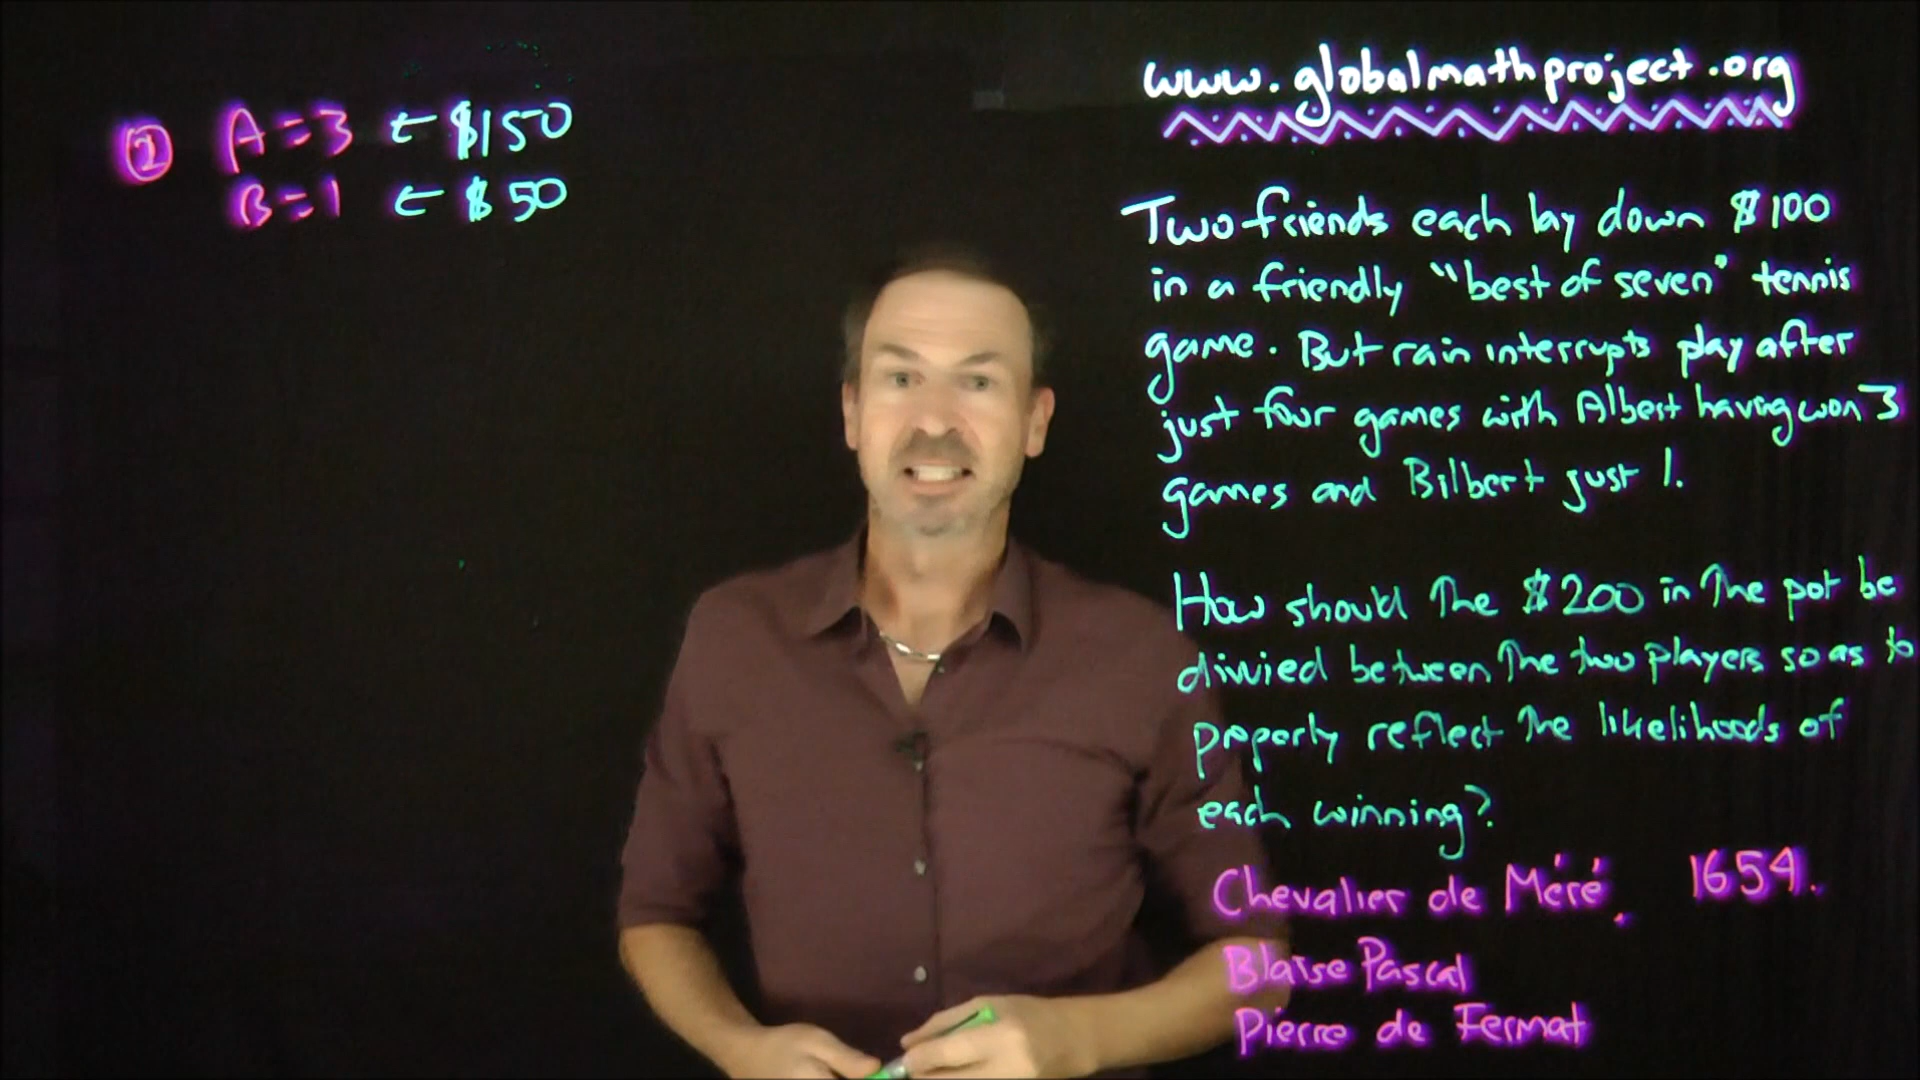 ② A = 3 ← $150
B = 1 ← $50
www.globalmathproject.org
Two friends each lay down $100
in a friendly "best of seven" tennis
game. But rain interrupts play after
just four games with Albert having won 3
games and Bilbert just 1.
How should the $200 in the pot be
divvied between the two players so as to
properly reflect the likelihoods of
each winning?
Chevalier de Méré, 1654.
Blaise Pascal
Pierre de Fermat